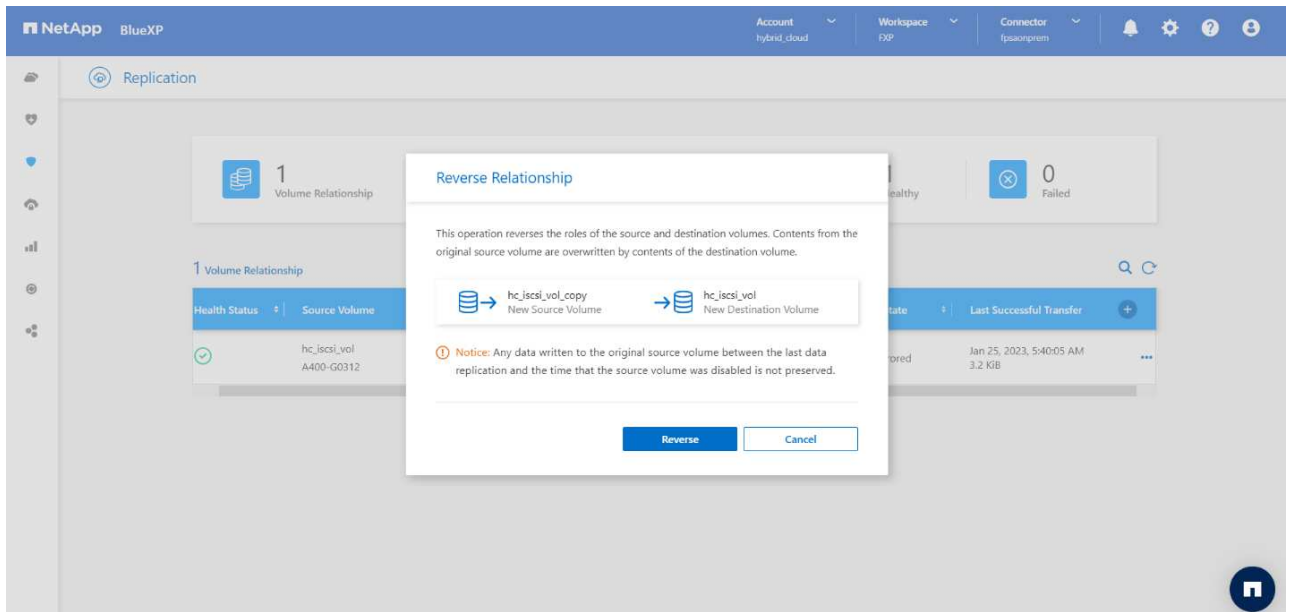 NetApp BlueXP
Account
hybrid_cloud
Workspace
FXP
Connector
fpsaonprem
Replication
1
Volume Relationship
ealthy
0
Failed
Reverse Relationship
This operation reverses the roles of the source and destination volumes. Contents from the
original source volume are overwritten by contents of the destination volume.
hc_iscsi_vol_copy
New Source Volume
hc_iscsi_vol
New Destination Volume
Notice: Any data written to the original source volume between the last data
replication and the time that the source volume was disabled is not preserved.
Reverse Cancel
1 Volume Relationship
Health Status Source Volume tate Last Successful Transfer
hc_iscsi_vol
A400-G0312
rored
Jan 25, 2023, 5:40:05 AM
3.2 KiB